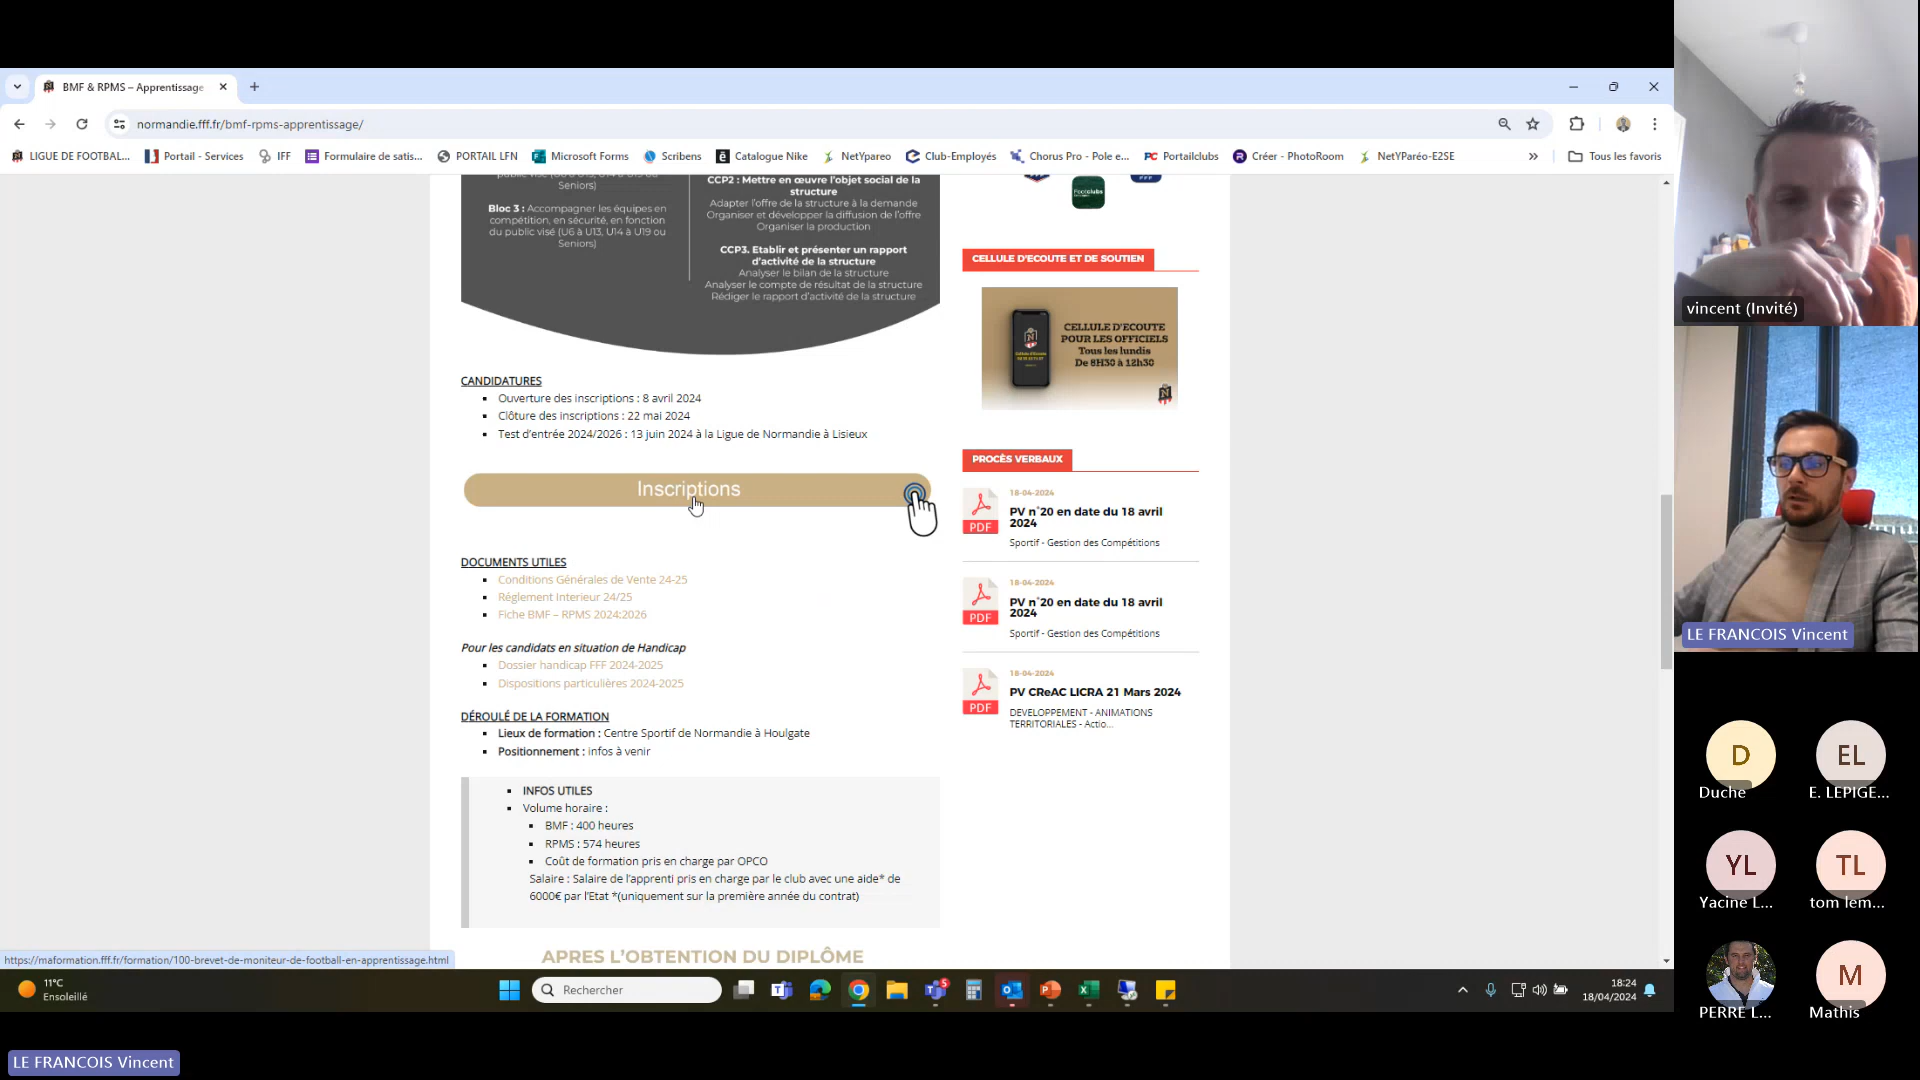 BMF & RPMS – Apprentissage
normandie.fff.fr/bmf-rpms-apprentissage/
LIGUE DE FOOTBAL...
Portail - Services
IFF
Formulaire de satis...
PORTAIL LFN
Microsoft Forms
Scribens
Catalogue Nike
NetYpareo
Club-Employés
Chorus Pro - Pole e...
Portailclubs
Créer - PhotoRoom
NetYParéo-E2SE
Tous les favoris
Seniors)
Bloc 3 : Accompagner les équipes en
compétition, en sécurité, en fonction
du public visé (U6 à U13, U14 à U19 ou
Seniors)
CCP2 : Mettre en œuvre l'objet social de la
structure
Adapter l'offre de la structure à la demande
Organiser et développer la diffusion de l'offre
Organiser la production
CCP3. Etablir et présenter un rapport
d'activité de la structure
Analyser le bilan de la structure
Analyser le compte de résultat de la structure
Rédiger le rapport d'activité de la structure
CANDIDATURES
Ouverture des inscriptions : 8 avril 2024
Clôture des inscriptions : 22 mai 2024
Test d'entrée 2024/2026 : 13 juin 2024 à la Ligue de Normandie à Lisieux
Inscriptions
DOCUMENTS UTILES
Conditions Générales de Vente 24-25
Réglement Interieur 24/25
Fiche BMF – RPMS 2024:2026
Pour les candidats en situation de Handicap
Dossier handicap FFF 2024-2025
Dispositions particulières 2024-2025
DÉROULÉ DE LA FORMATION
Lieux de formation : Centre Sportif de Normandie à Houlgate
Positionnement : infos à venir
INFOS UTILES
Volume horaire :
BMF : 400 heures
RPMS : 574 heures
Coût de formation pris en charge par OPCO
Salaire : Salaire de l'apprenti pris en charge par le club avec une aide* de
6000€ par l'Etat *(uniquement sur la première année du contrat)
APRES L'OBTENTION DU DIPLÔME
Footclubs
CELLULE D'ECOUTE ET DE SOUTIEN
CELLULE D'ECOUTE
POUR LES OFFICIELS
Tous les lundis
De 8H30 à 12h30
PROCÈS VERBAUX
PDF
18-04-2024
PV n°20 en date du 18 avril
2024
Sportif - Gestion des Compétitions
PDF
18-04-2024
PV n°20 en date du 18 avril
2024
Sportif - Gestion des Compétitions
PDF
18-04-2024
PV CReAC LICRA 21 Mars 2024
DEVELOPPEMENT - ANIMATIONS
TERRITORIALES - Actio...
https://maformation.fff.fr/formation/100-brevet-de-moniteur-de-football-en-apprentissage.html
11°C
Ensoleillé
Rechercher
18:24
18/04/2024
LE FRANCOIS Vincent
vincent (Invité)
LE FRANCOIS Vincent
D
Duche
EL
E. LEPIGE...
YL
Yacine L...
TL
tom lem...
PERRE L...
M
Mathis